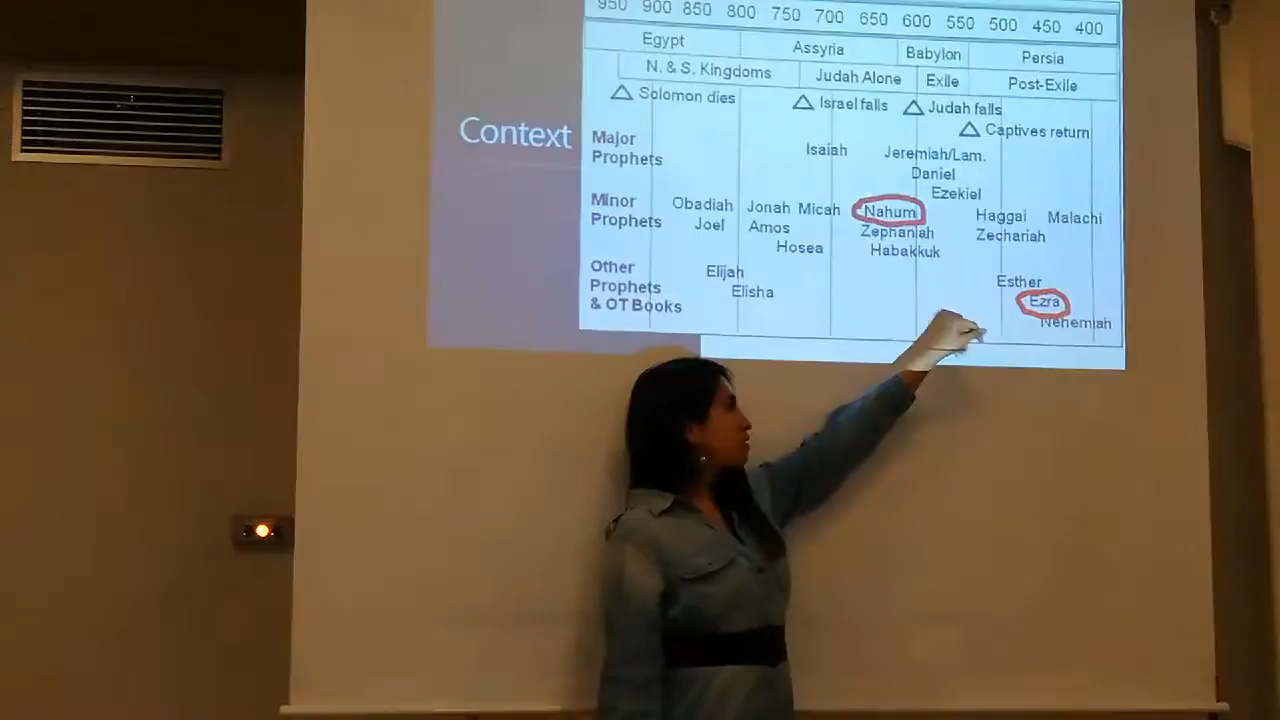 950 900 850 800 750 700 650 600 550 500 450 400
Egypt Assyria Babylon Persia
N. & S. Kingdoms Judah Alone Exile Post-Exile
Solomon dies Israel falls Judah falls
Captives return
Context
Major Prophets Isaiah Jeremiah/Lam.
Daniel
Ezekiel
Minor Prophets Obadiah Jonah Micah Nahum Haggai Malachi
Joel Amos Zephaniah Zechariah
Hosea Habakkuk
Other Prophets & OT Books Elijah Esther
Elisha Ezra
Nehemiah